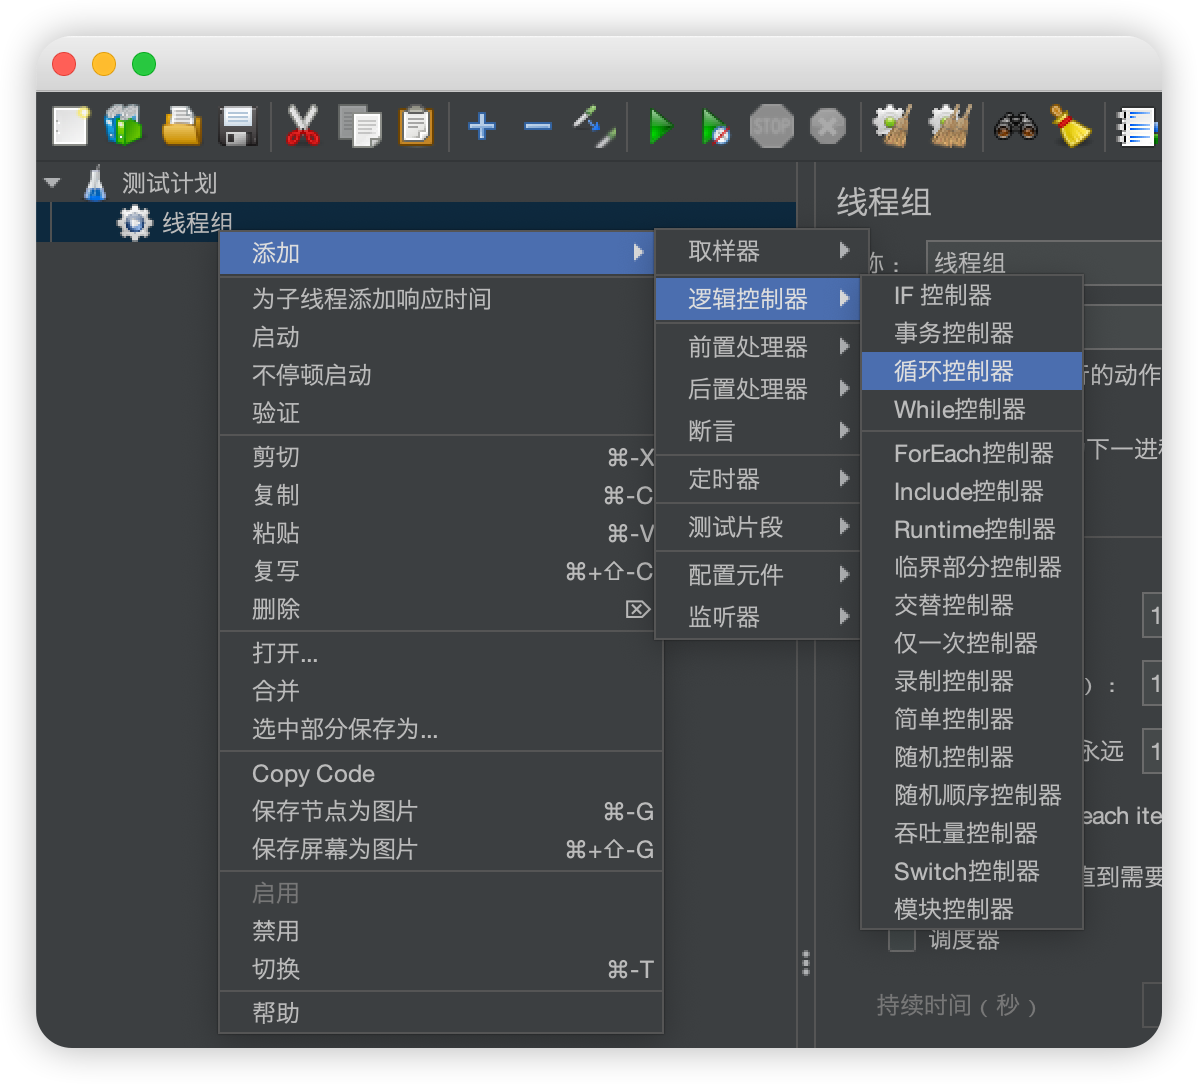 STOP
测试计划
线程组
添加
为子线程添加响应时间
启动
不停顿启动
验证
剪切 ⌘-X
复制 ⌘-C
粘贴 ⌘-V
复写 ⌘+⇧-C
删除 ⌦
打开...
合并
选中部分保存为...
Copy Code
保存节点为图片 ⌘-G
保存屏幕为图片 ⌘+⇧-G
启用
禁用
切换 ⌘-T
帮助
取样器
逻辑控制器
前置处理器
后置处理器
断言
定时器
测试片段
配置元件
监听器
IF 控制器
事务控制器
循环控制器
While控制器
ForEach控制器
Include控制器
Runtime控制器
临界部分控制器
交替控制器
仅一次控制器
录制控制器
简单控制器
随机控制器
随机顺序控制器
吞吐量控制器
Switch控制器
模块控制器
线程组
称： 线程组
行的动作
下一进程
1
）： 1
永远 1
each ite
直到需要
调度器
持续时间（秒）